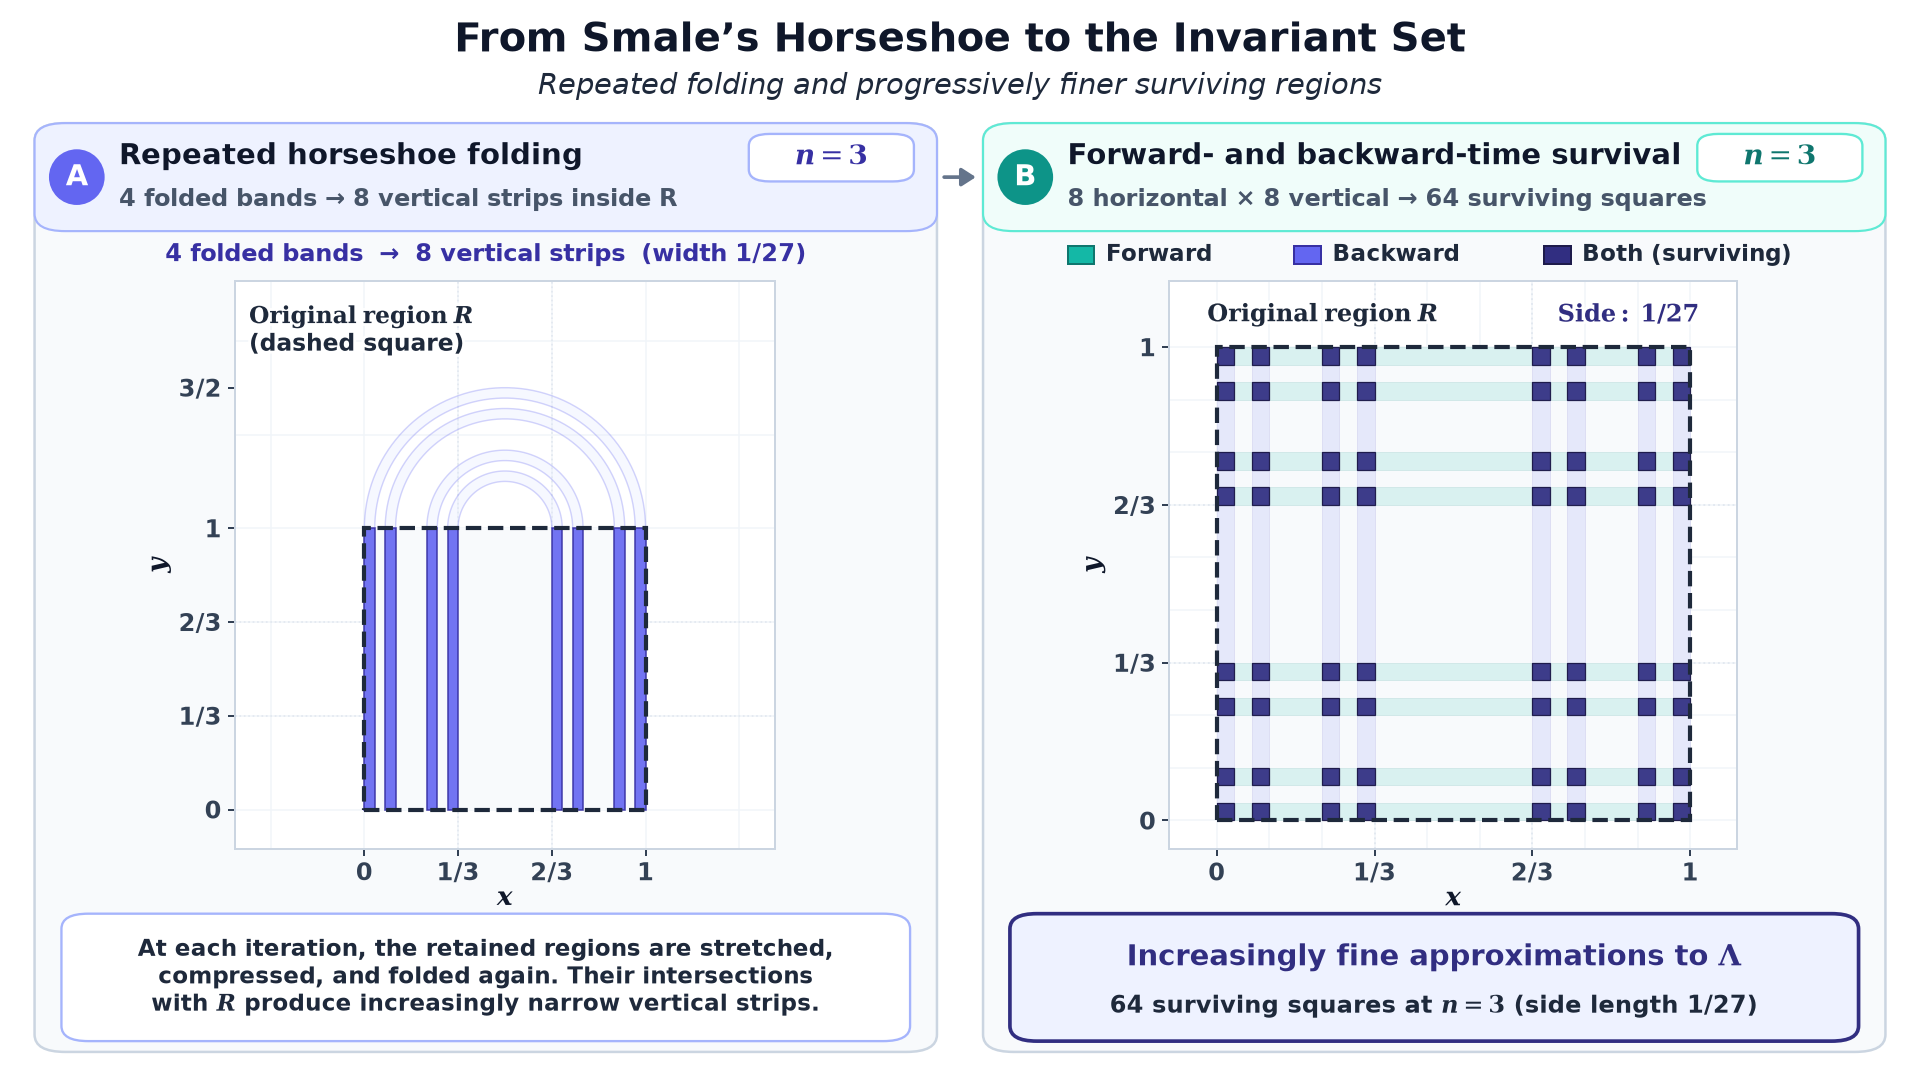 From Smale’s Horseshoe to the Invariant Set
Repeated folding and progressively finer surviving regions
A
Repeated horseshoe folding
n = 3
4 folded bands → 8 vertical strips inside R
4 folded bands → 8 vertical strips (width 1/27)
Original region R
(dashed square)
3/2
1
2/3
1/3
0
y
0 1/3 2/3 1
x
At each iteration, the retained regions are stretched,
compressed, and folded again. Their intersections
with R produce increasingly narrow vertical strips.
B
Forward- and backward-time survival
n = 3
8 horizontal × 8 vertical → 64 surviving squares
Forward Backward Both (surviving)
Original region R
Side: 1/27
1
2/3
1/3
0
y
0 1/3 2/3 1
x
Increasingly fine approximations to Λ
64 surviving squares at n = 3 (side length 1/27)